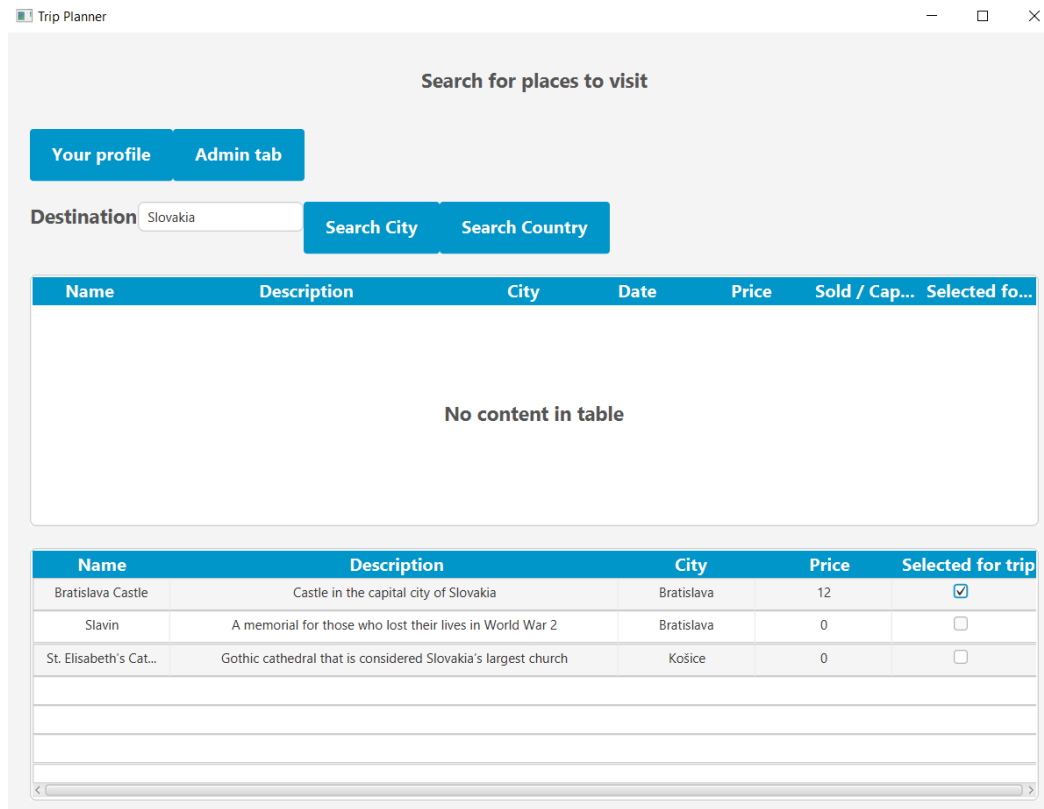 Trip Planner
Search for places to visit
Your profile Admin tab
Destination Slovakia Search City Search Country
Name Description City Date Price Sold / Cap... Selected fo...
No content in table
Name Description City Price Selected for trip
Bratislava Castle Castle in the capital city of Slovakia Bratislava 12
Slavin A memorial for those who lost their lives in World War 2 Bratislava 0
St. Elisabeth's Cat... Gothic cathedral that is considered Slovakia's largest church Košice 0